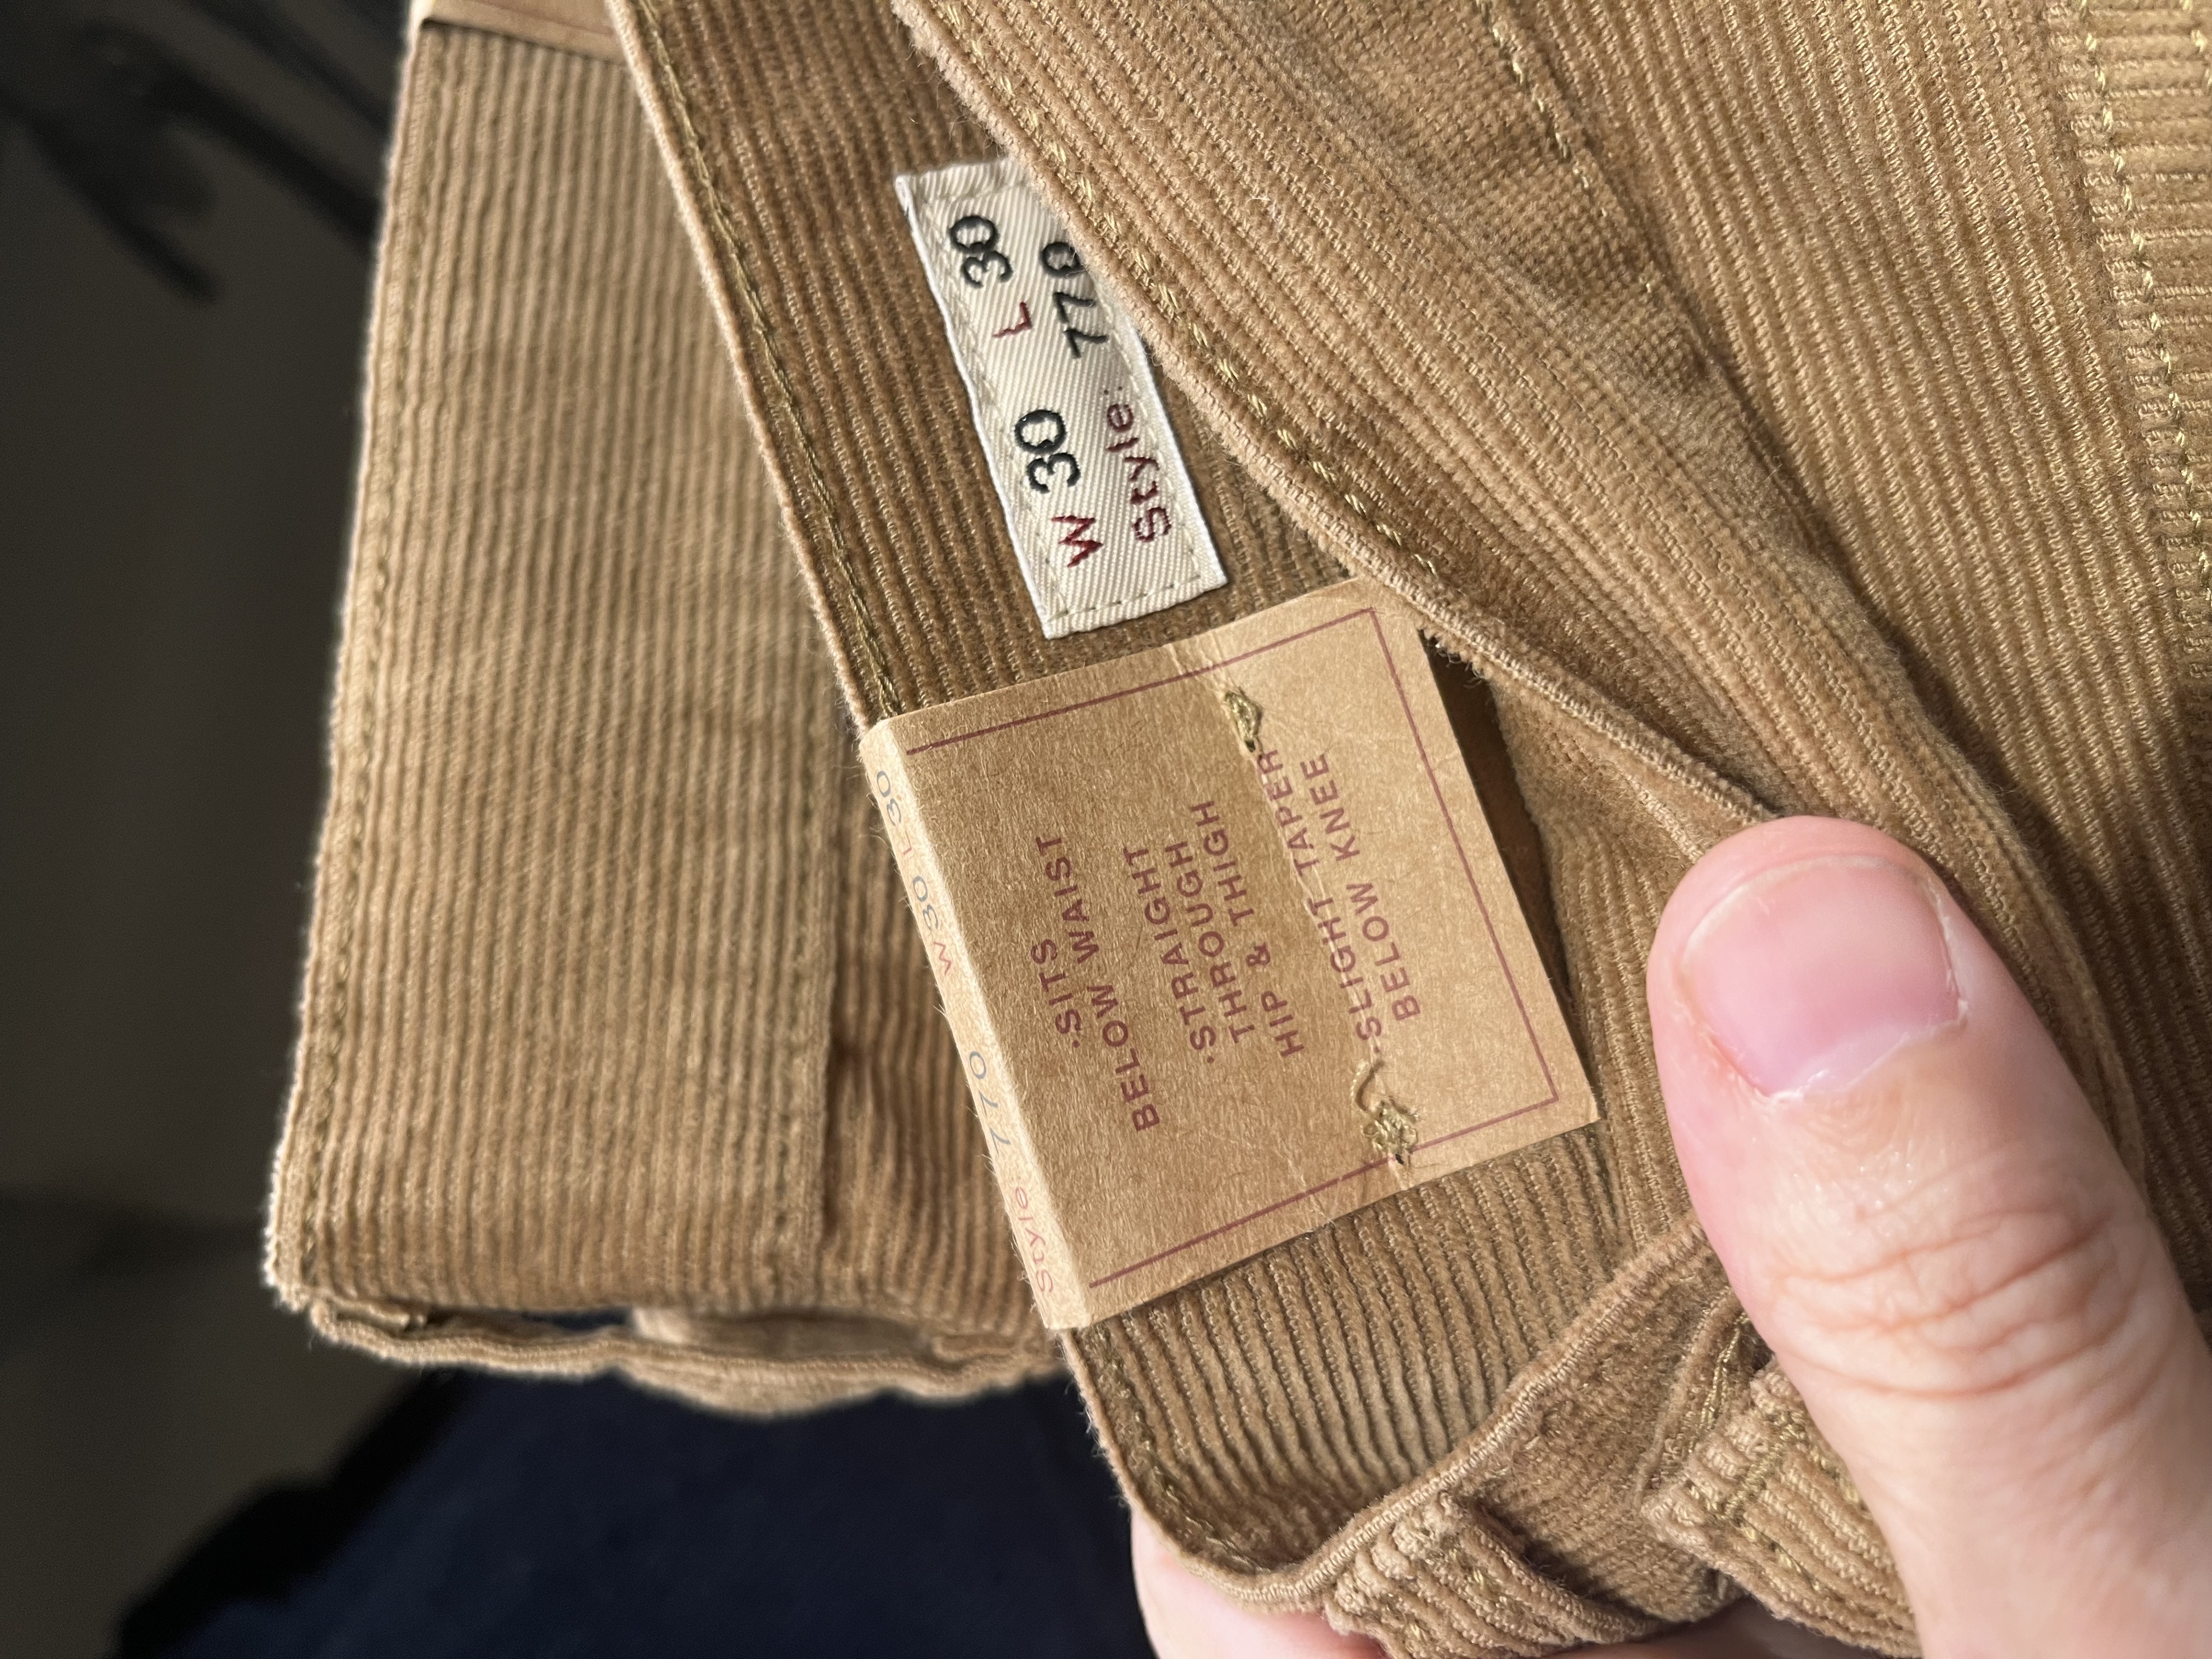 W 30 L 30
Style: 770
Style: 770 W30 L30
·SITS
BELOW WAIST
·STRAIGHT
THROUGH
HIP & THIGH
·SLIGHT TAPER
BELOW KNEE